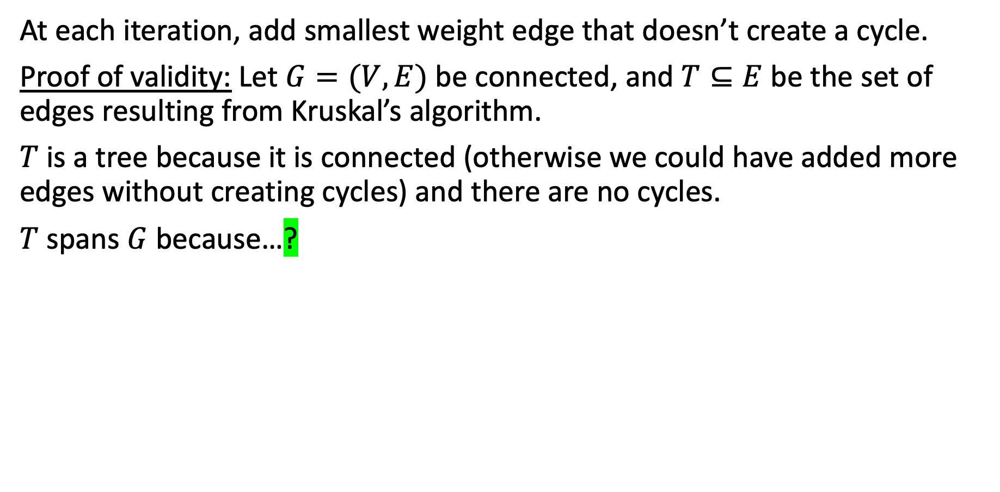 At each iteration, add smallest weight edge that doesn’t create a cycle.
Proof of validity: Let 𝐺 = (𝑉, 𝐸) be connected, and 𝑇 ⊆ 𝐸 be the set of
edges resulting from Kruskal’s algorithm.
𝑇 is a tree because it is connected (otherwise we could have added more
edges without creating cycles) and there are no cycles.
𝑇 spans 𝐺 because…?